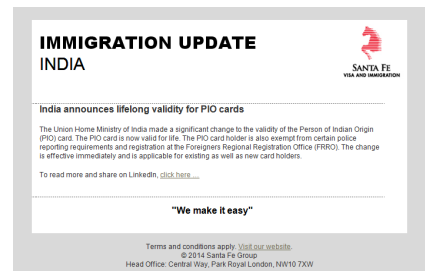 IMMIGRATION UPDATE
INDIA
SANTA FE
VISA AND IMMIGRATION
India announces lifelong validity for PIO cards
The Union Home Ministry of India made a significant change to the validity of the Person of Indian Origin
(PIO) card. The PIO card is now valid for life. The PIO card holder is also exempt from certain police
reporting requirements and registration at the Foreigners Regional Registration Office (FRRO). The change
is effective immediately and is applicable for existing as well as new card holders.
To read more and share on LinkedIn, click here ....
"We make it easy"
Terms and conditions apply. Visit our website.
© 2014 Santa Fe Group
Head Office: Central Way, Park Royal London, NW10 7XW